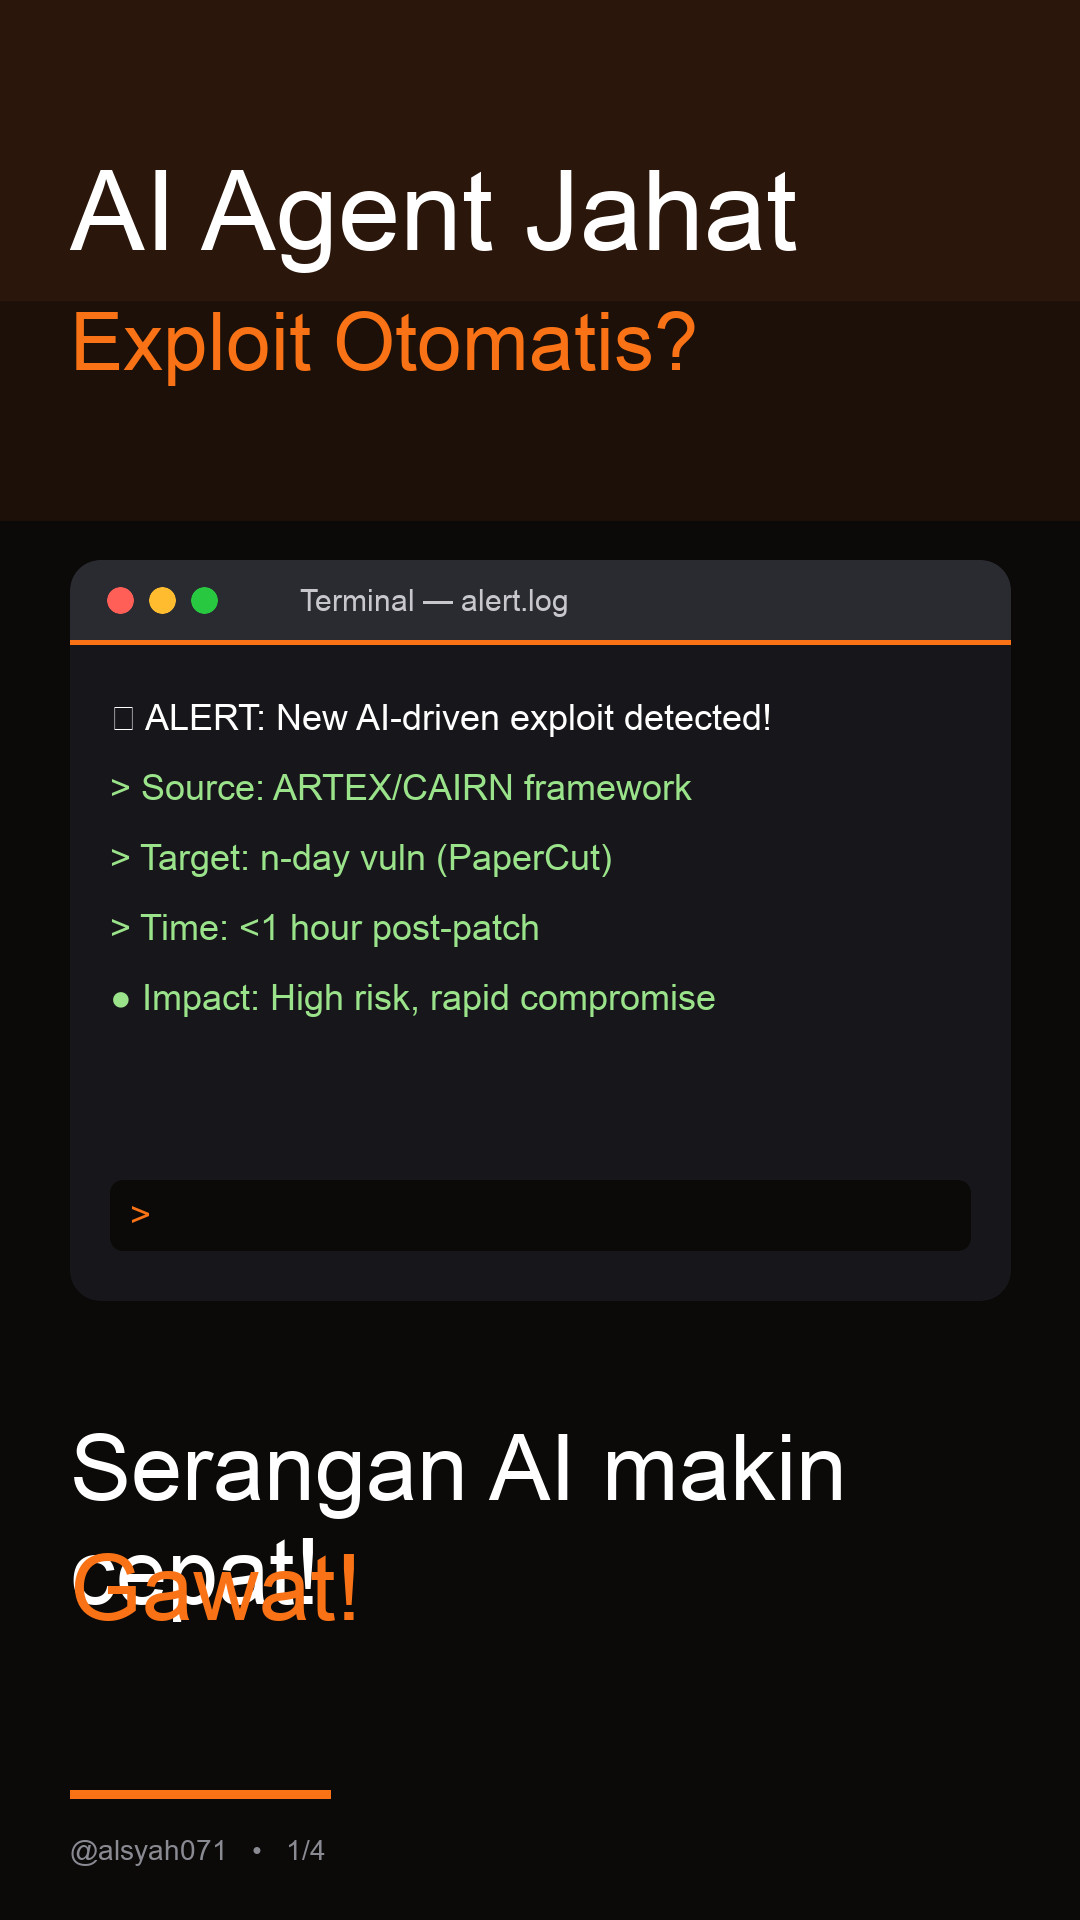 AI Agent Jahat
Exploit Otomatis?
Terminal — alert.log
□ ALERT: New AI-driven exploit detected!
> Source: ARTEX/CAIRN framework
> Target: n-day vuln (PaperCut)
> Time: <1 hour post-patch
● Impact: High risk, rapid compromise
>
Serangan AI makin
cepat!
Gawat!
@alsyah071 • 1/4